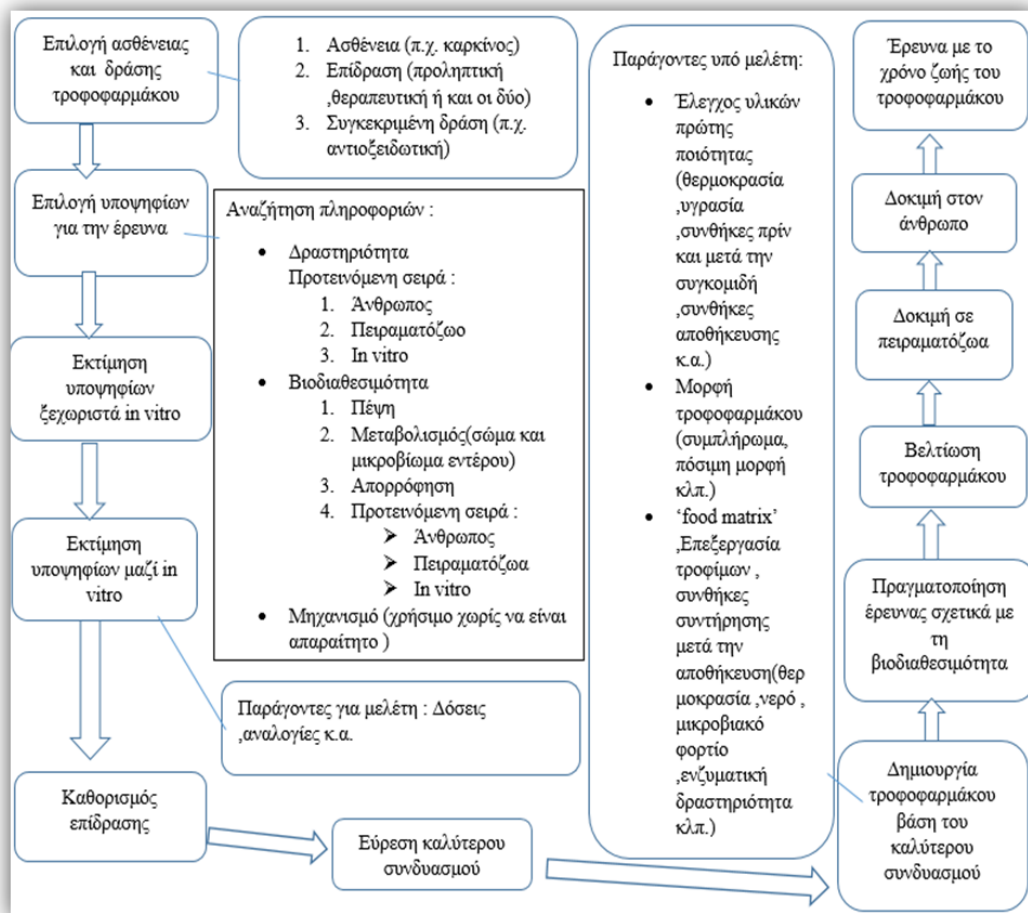 Επιλογή ασθένειας
και δράσης
τροφοφαρμάκου
1. Ασθένεια (π.χ. καρκίνος)
2. Επίδραση (προληπτική
,θεραπευτική ή και οι δύο)
3. Συγκεκριμένη δράση (π.χ.
αντιοξειδωτική)
Επιλογή υποψηφίων
για την έρευνα
Αναζήτηση πληροφοριών :
• Δραστηριότητα
Προτεινόμενη σειρά :
1. Άνθρωπος
2. Πειραματόζωο
3. In vitro
• Βιοδιαθεσιμότητα
1. Πέψη
2. Μεταβολισμός(σώμα και
μικροβίωμα εντέρου)
3. Απορρόφηση
4. Προτεινόμενη σειρά :
➢ Άνθρωπος
➢ Πειραματόζωα
➢ In vitro
• Μηχανισμό (χρήσιμο χωρίς να είναι
απαραίτητο )
Εκτίμηση
υποψηφίων
ξεχωριστά in vitro
Εκτίμηση
υποψηφίων μαζί in
vitro
Παράγοντες για μελέτη : Δόσεις
,αναλογίες κ.α.
Καθορισμός
επίδρασης
Εύρεση καλύτερου
συνδυασμού
Παράγοντες υπό μελέτη:
• Έλεγχος υλικών
πρώτης
ποιότητας
(θερμοκρασία
,υγρασία
,συνθήκες πρίν
και μετά την
συγκομιδή
,συνθήκες
αποθήκευσης
κ.α.)
• Μορφή
τροφοφαρμάκου
(συμπλήρωμα,
πόσιμη μορφή
κλπ.)
• ‘food matrix’
,Επεξεργασία
τροφίμων ,
συνθήκες
συντήρησης
μετά την
αποθήκευση(θερ
μοκρασία ,νερό ,
μικροβιακό
φορτίο
,ενζυματική
δραστηριότητα
κλπ.)
Έρευνα με το
χρόνο ζωής του
τροφοφαρμάκου
Δοκιμή στον
άνθρωπο
Δοκιμή σε
πειραματόζωα
Βελτίωση
τροφοφαρμάκου
Πραγματοποίηση
έρευνας σχετικά με
τη
βιοδιαθεσιμότητα
Δημιουργία
τροφοφαρμάκου
βάση του
καλύτερου
συνδυασμού